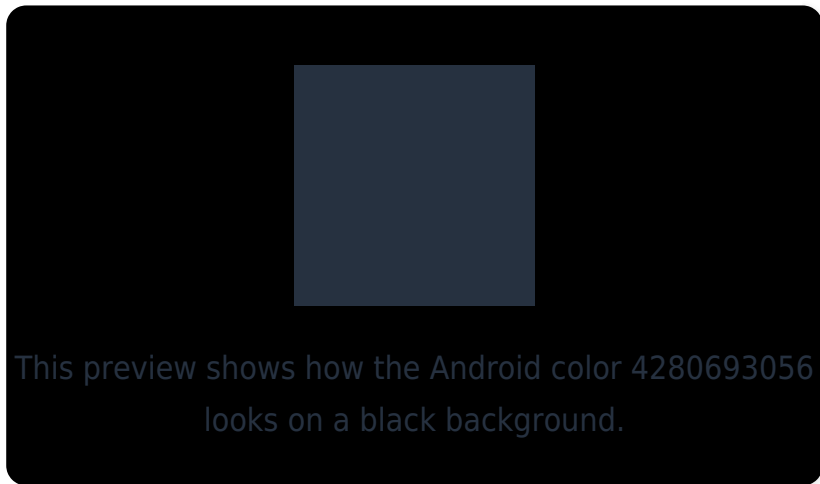 This preview shows how the Android color 4280693056
looks on a black background.